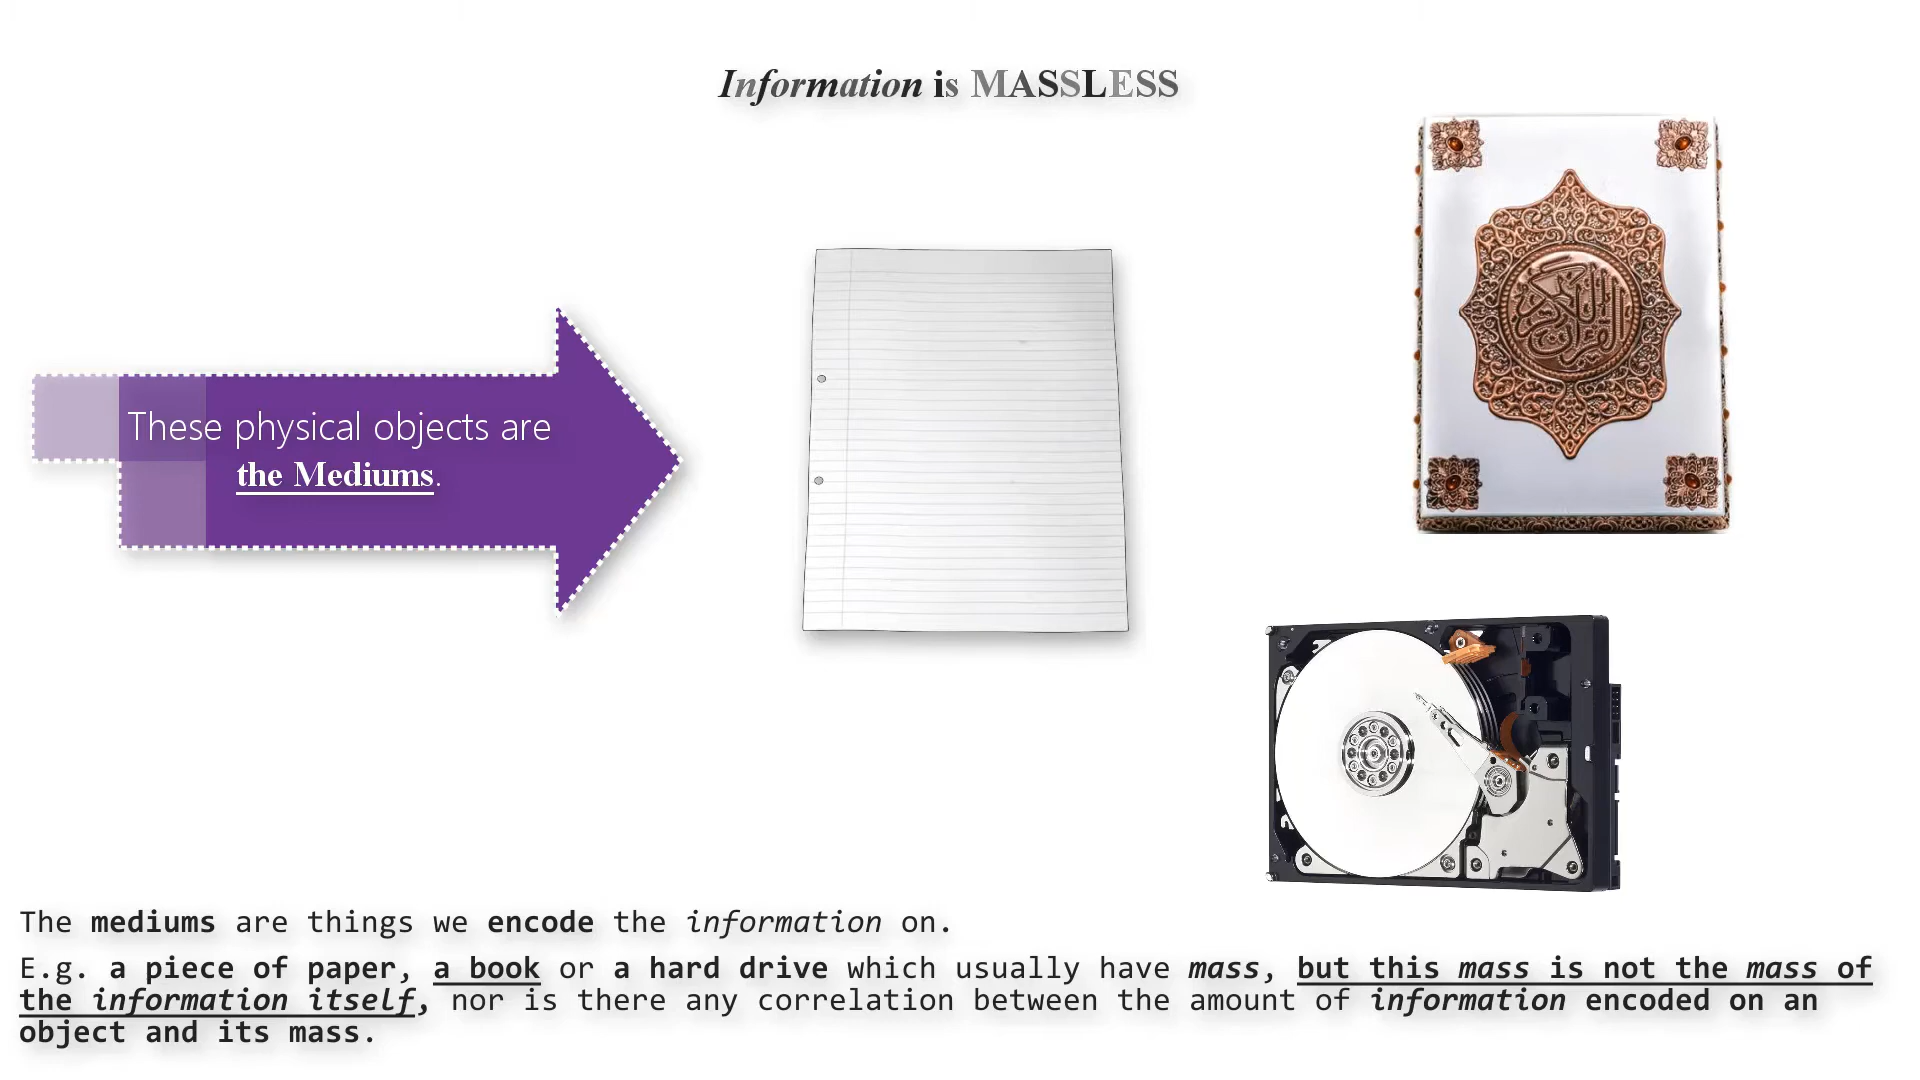 Information is MASSLESS
These physical objects are
the Mediums.
القرآن الكريم
The mediums are things we encode the information on.
E.g. a piece of paper, a book or a hard drive which usually have mass, but this mass is not the mass of
the information itself, nor is there any correlation between the amount of information encoded on an
object and its mass.